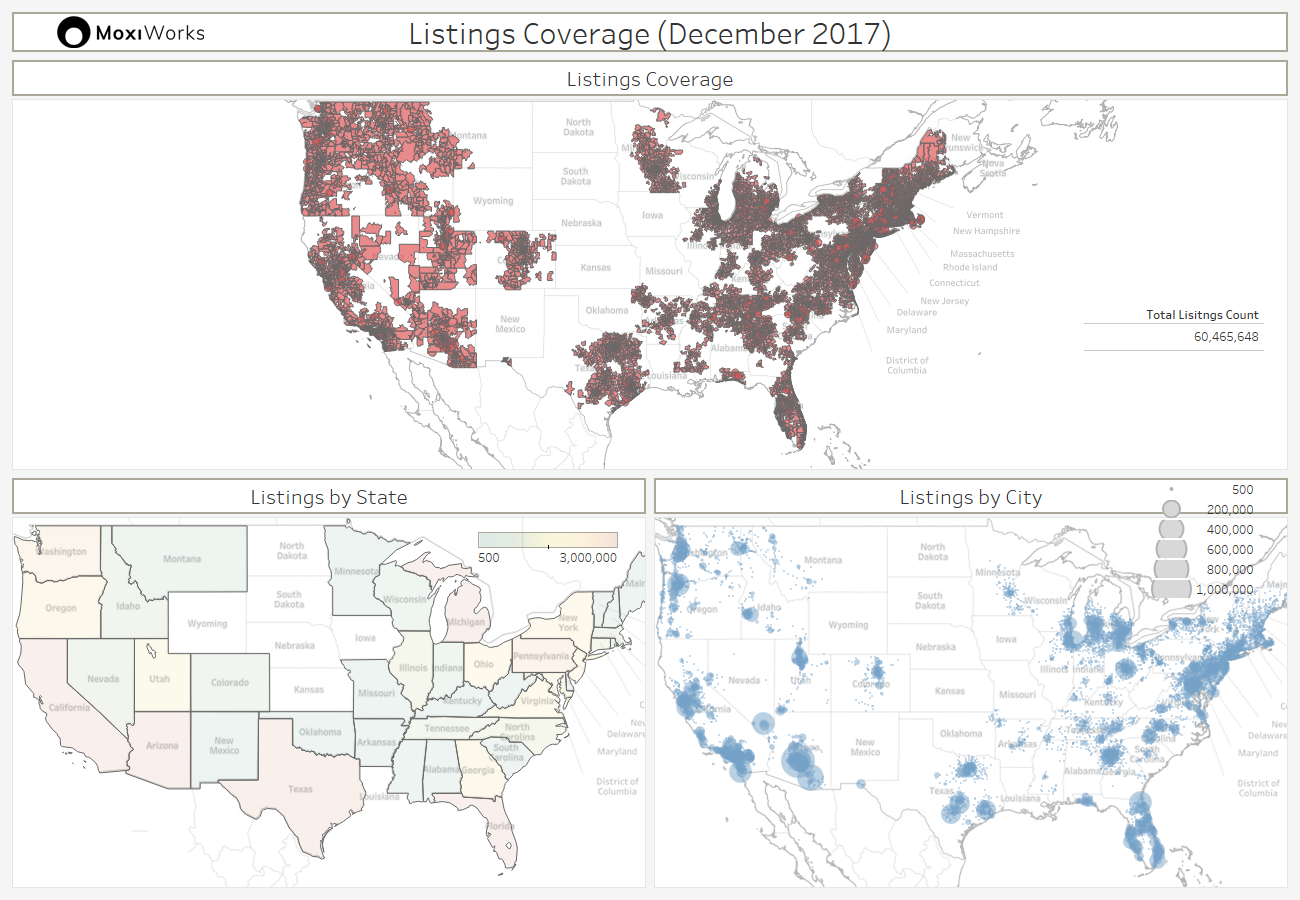 MoxiWorks
Listings Coverage (December 2017)
Listings Coverage
North
Dakota
South
Dakota
Wyoming
Nebraska
Iowa
Kansas
Missouri
Oklahoma
New
Mexico
Alabama
New
Nova
Scotia
Vermont
New Hampshire
Massachusetts
Rhode Island
Connecticut
New Jersey
Delaware
Maryland
District of
Columbia
Total Lisitngs Count
60,465,648
Listings by State
500
3,000,000
Washington
Montana
North
Dakota
Minnesota
Oregon
Idaho
South
Dakota
Wisconsin
Wyoming
Michigan
New
York
Iowa
Nebraska
Nevada
Utah
Colorado
Kansas
Illinois
Indiana
Ohio
Pennsylvania
Missouri
Kentucky
Virginia
California
Arizona
New
Mexico
Oklahoma
Arkansas
Tennessee
North
Carolina
South
Carolina
Alabama
Georgia
Texas
Louisiana
Florida
Maryland
District of
Columbia
Listings by City
500
200,000
400,000
600,000
800,000
1,000,000
Montana
North
Dakota
Minnesota
Oregon
Idaho
South
Dakota
Wisconsin
Wyoming
Iowa
Nebraska
Nevada
Utah
Colorado
Kansas
Illinois
Indiana
Missouri
Kentucky
New
Mexico
Oklahoma
South
Carolina
Alabama
Georgia
Texas
Louisiana
Delaware
Maryland
District of
Columbia